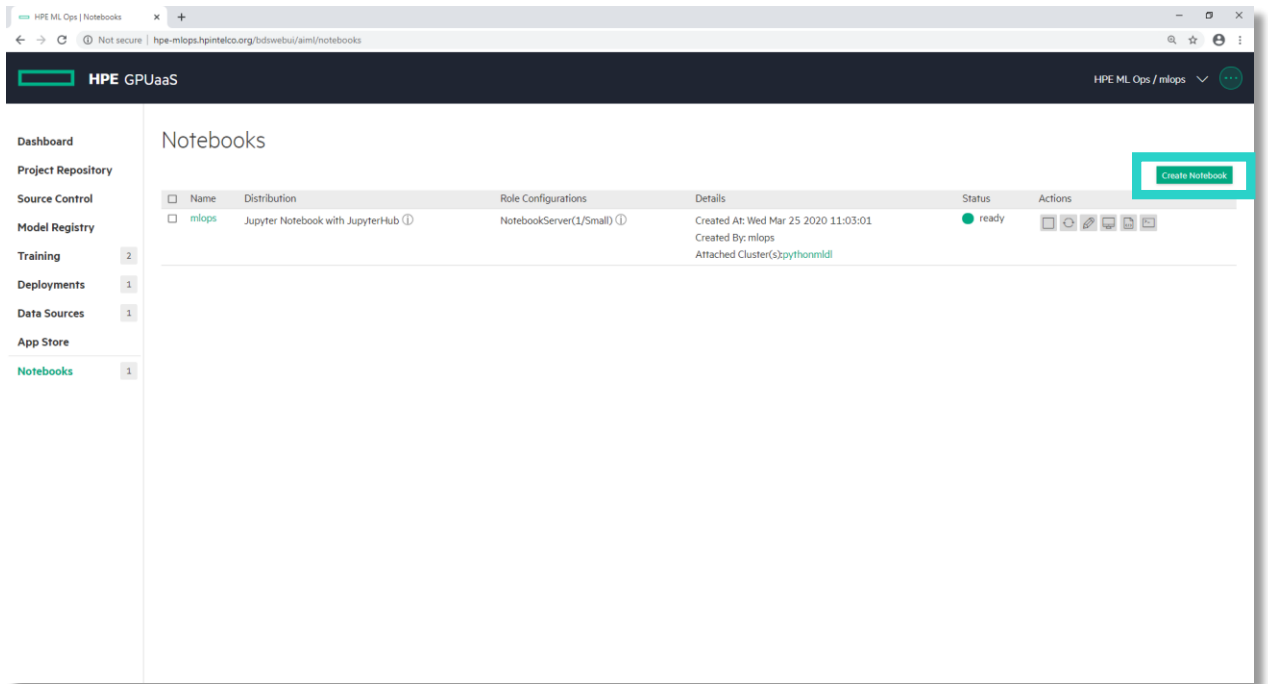 HPE ML Ops | Notebooks
Not secure | hpe-mlops.hpintelco.org/bdswebui/aiml/notebooks
HPE GPUaaS
HPE ML Ops / mlops
Dashboard
Project Repository
Source Control
Model Registry
Training 2
Deployments 1
Data Sources 1
App Store
Notebooks 1
Notebooks
Create Notebook
Name Distribution Role Configurations Details Status Actions
mlops Jupyter Notebook with JupyterHub NotebookServer(1/Small) Created At: Wed Mar 25 2020 11:03:01 ready
Created By: mlops
Attached Cluster(s):pythonmldl